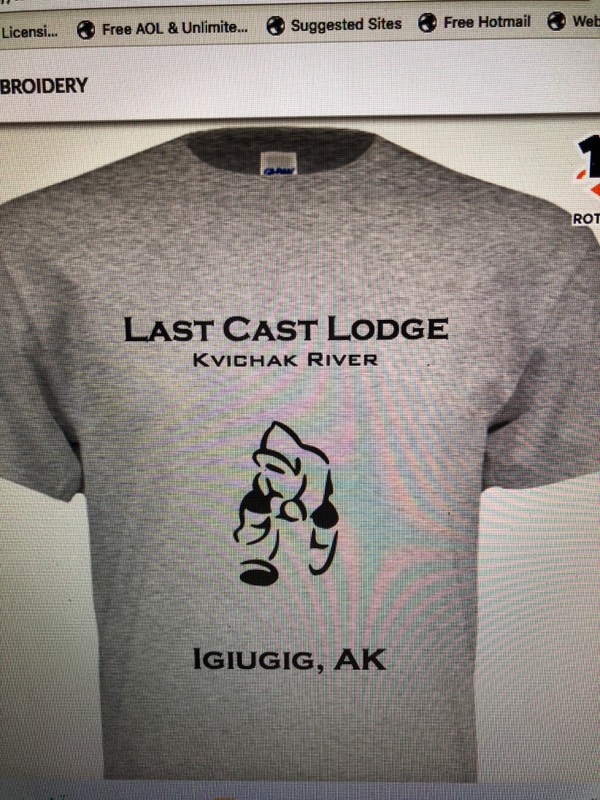 Licensi...
Free AOL & Unlimite...
Suggested Sites
Free Hotmail
Web
BROIDERY
ROT
LAST CAST LODGE
KVICHAK RIVER
IGIUGIG, AK